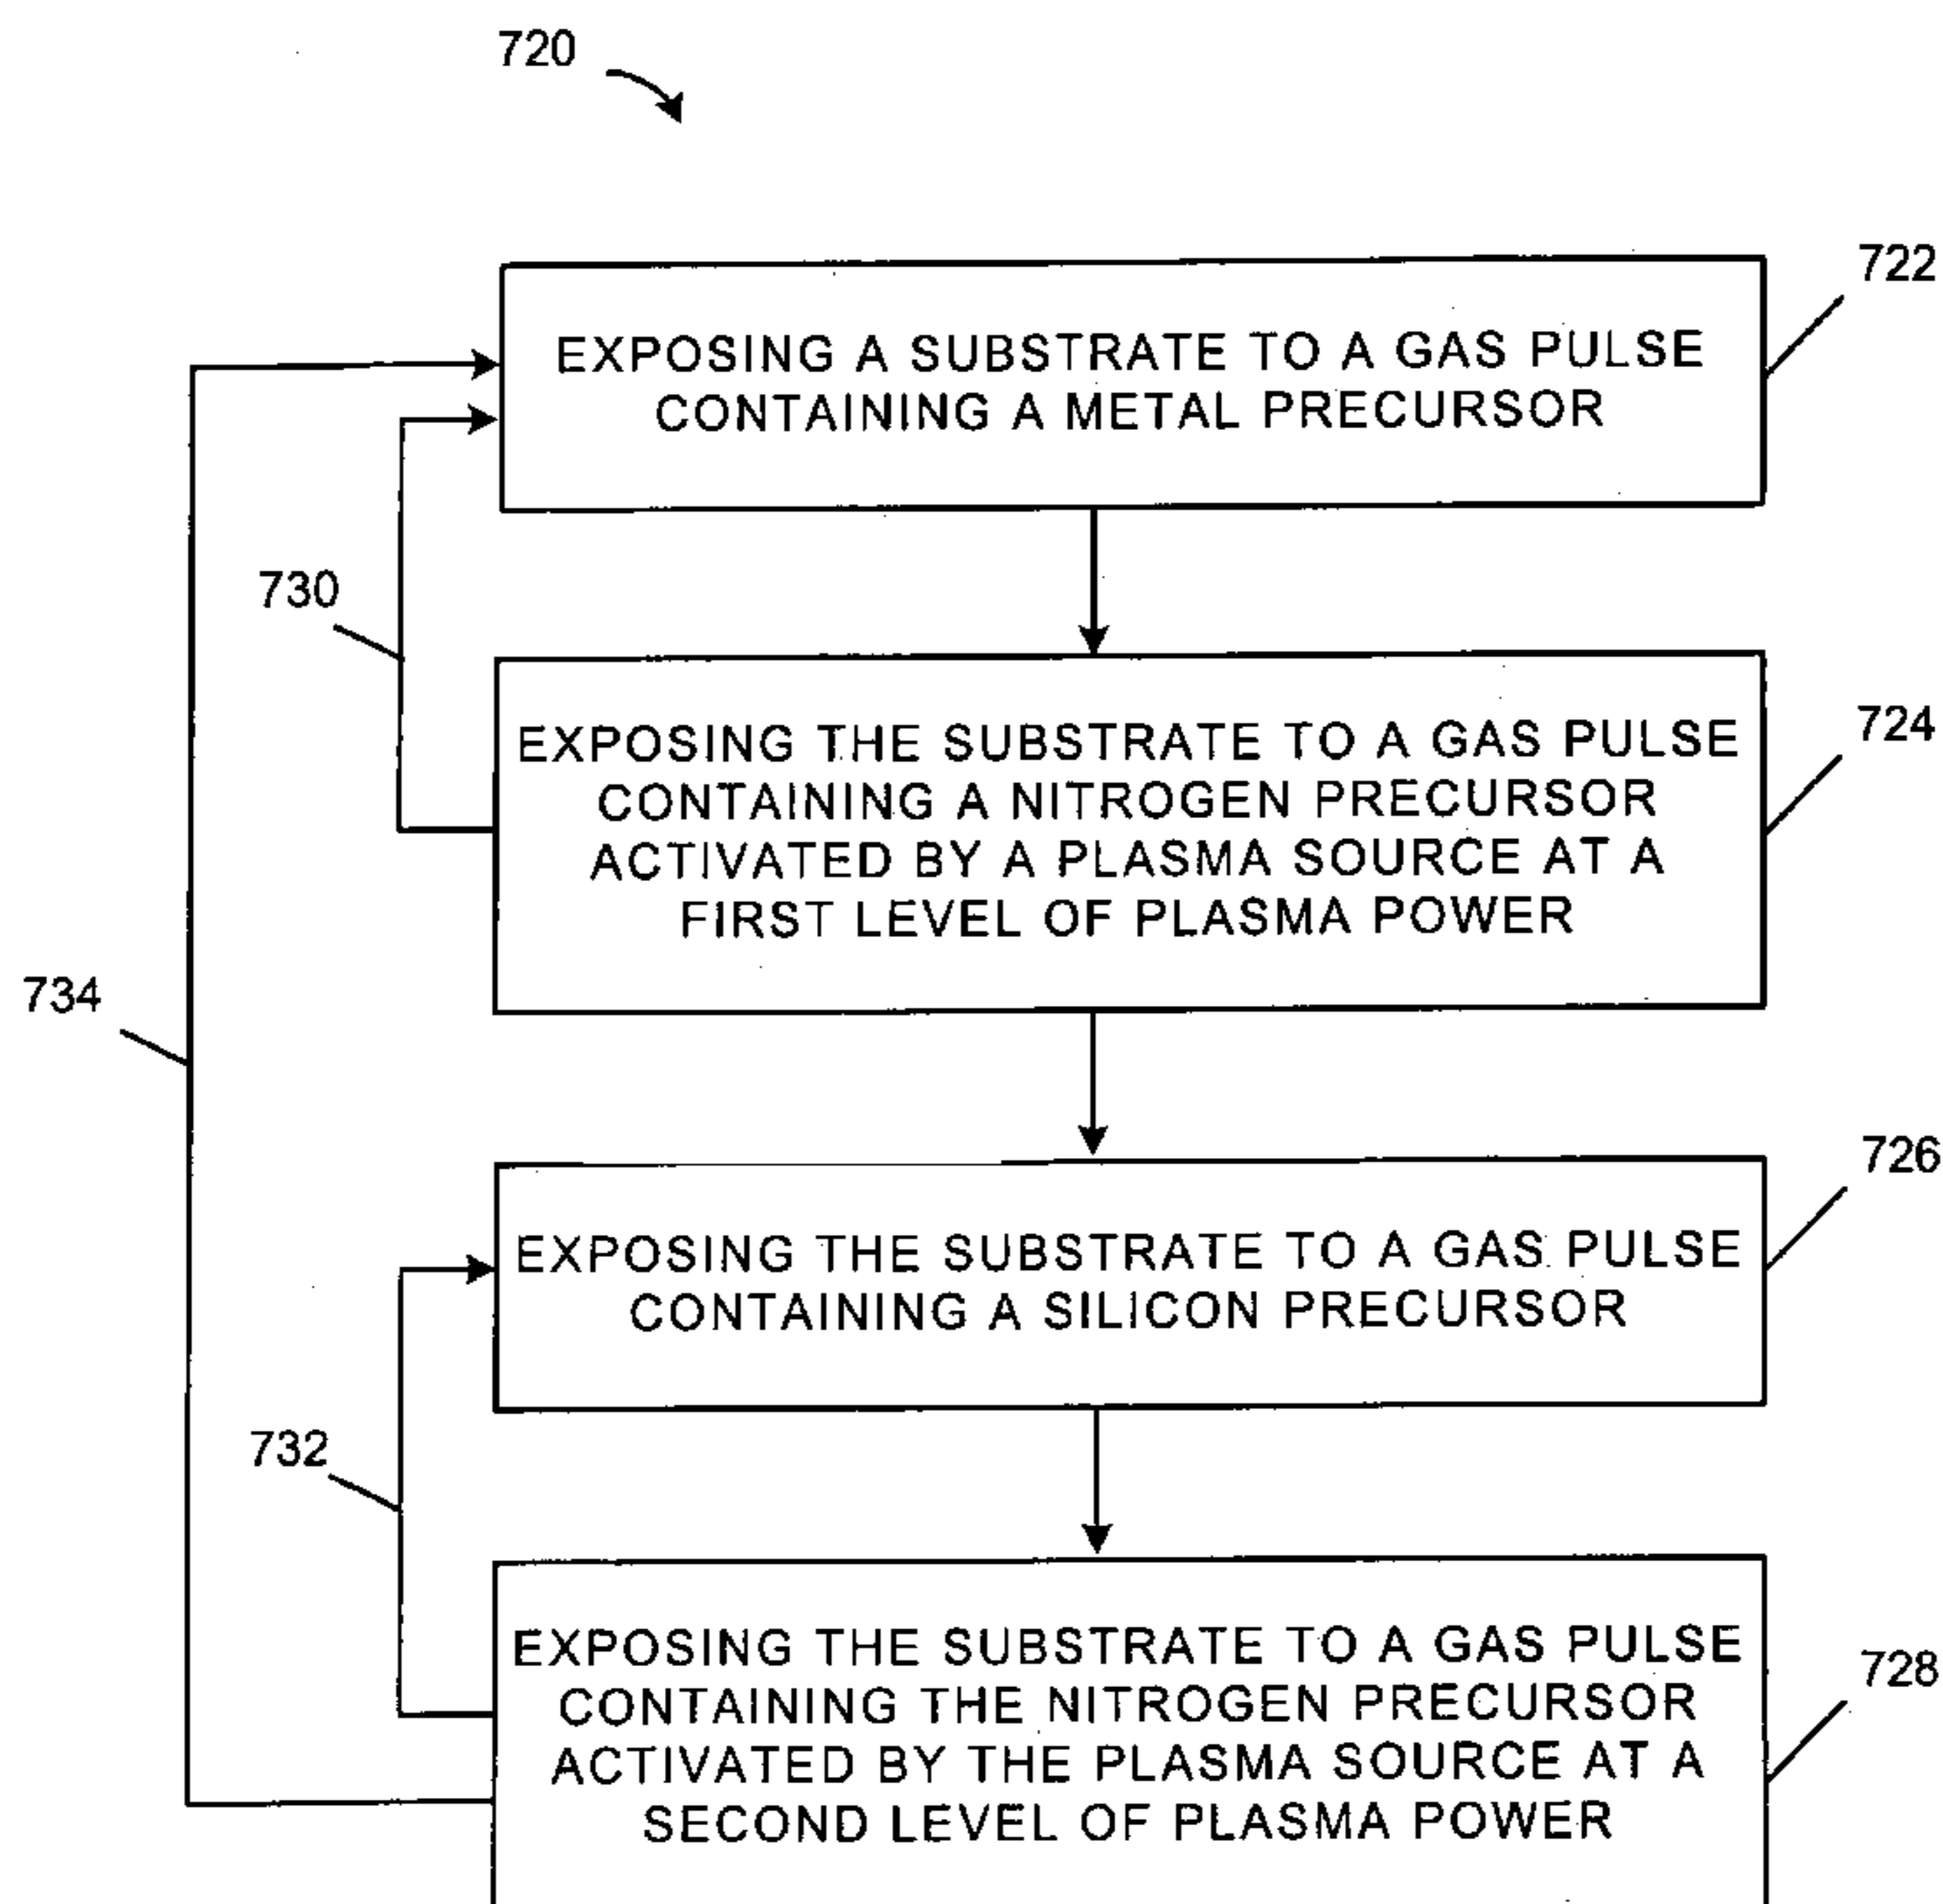 720
722
EXPOSING A SUBSTRATE TO A GAS PULSE
CONTAINING A METAL PRECURSOR
730
724
EXPOSING THE SUBSTRATE TO A GAS PULSE
CONTAINING A NITROGEN PRECURSOR
ACTIVATED BY A PLASMA SOURCE AT A
FIRST LEVEL OF PLASMA POWER
734
726
EXPOSING THE SUBSTRATE TO A GAS PULSE
CONTAINING A SILICON PRECURSOR
732
728
EXPOSING THE SUBSTRATE TO A GAS PULSE
CONTAINING THE NITROGEN PRECURSOR
ACTIVATED BY THE PLASMA SOURCE AT A
SECOND LEVEL OF PLASMA POWER